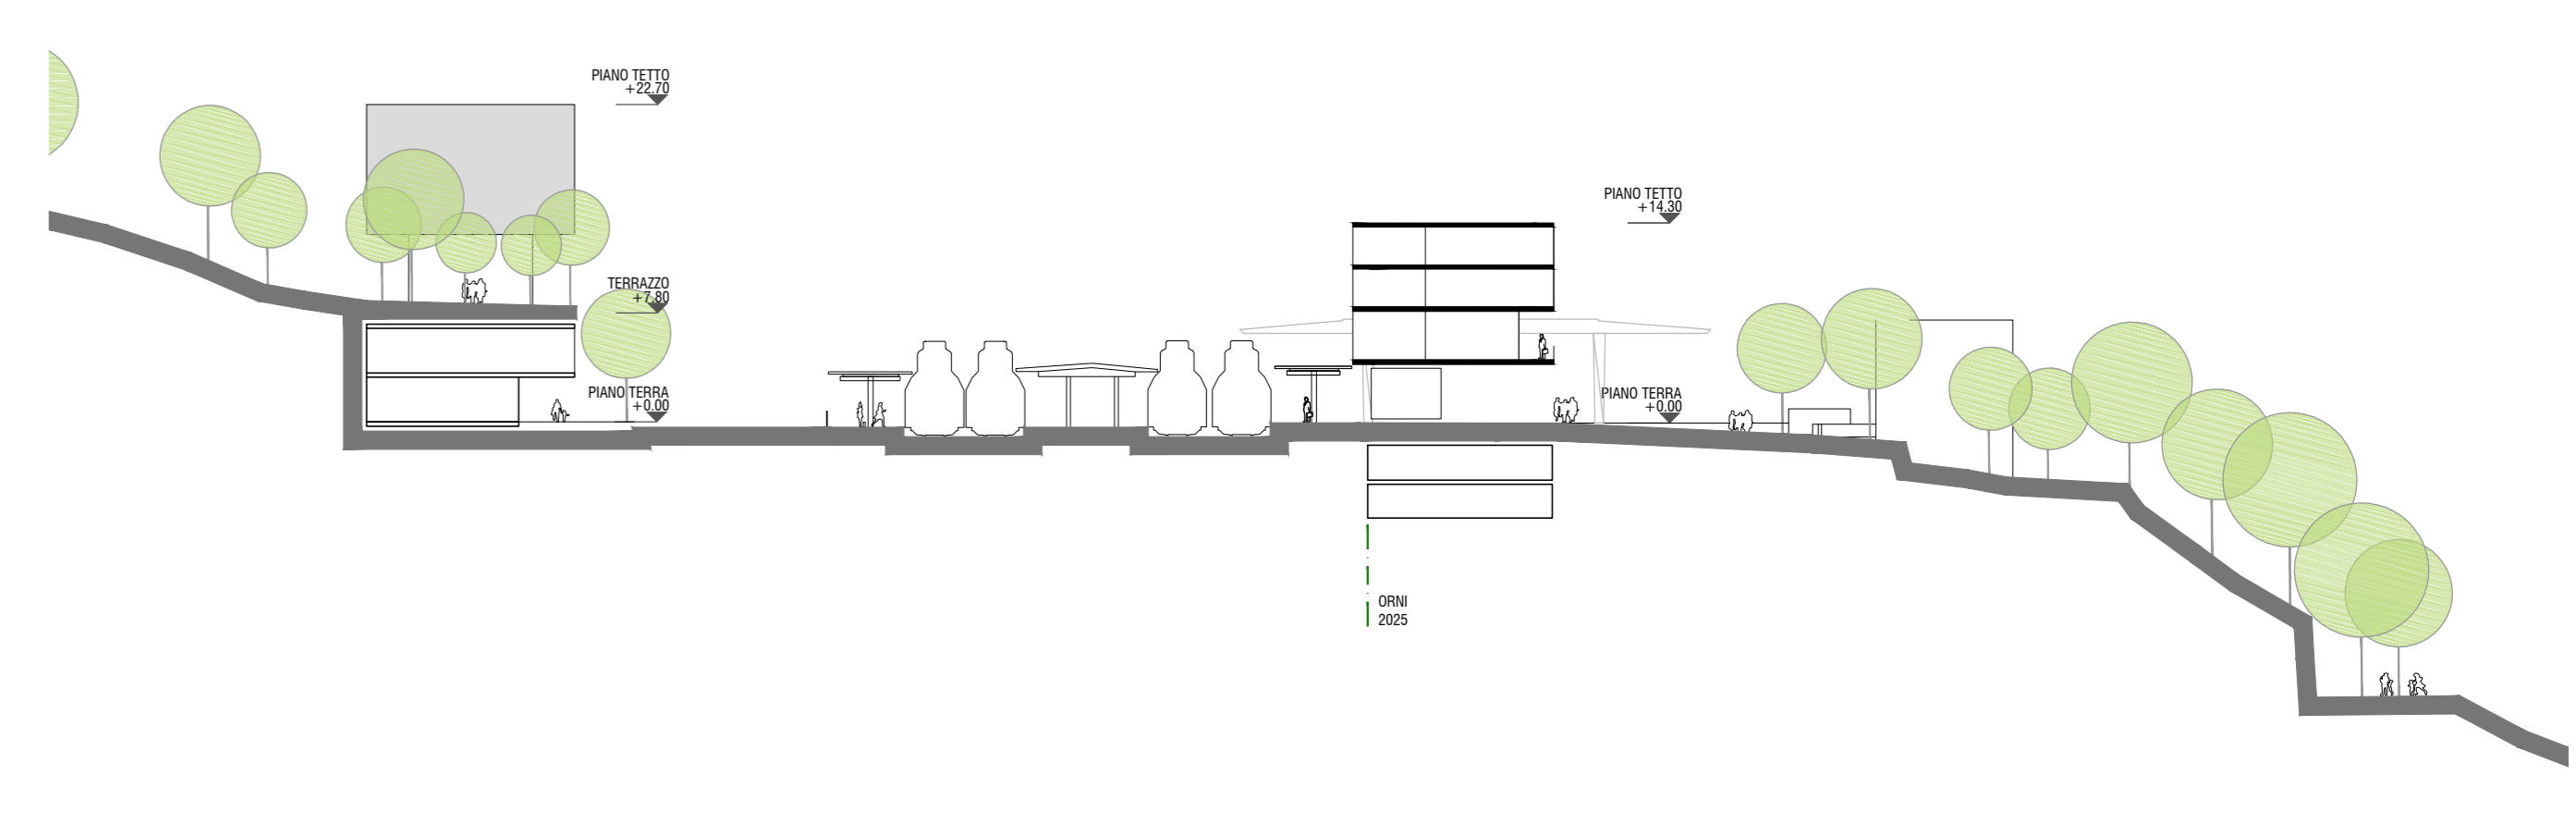 PIANO TETTO
+22.70
TERRAZZO
+7.80
PIANO TERRA
+0.00
PIANO TETTO
+14.30
PIANO TERRA
+0.00
ORNI
2025